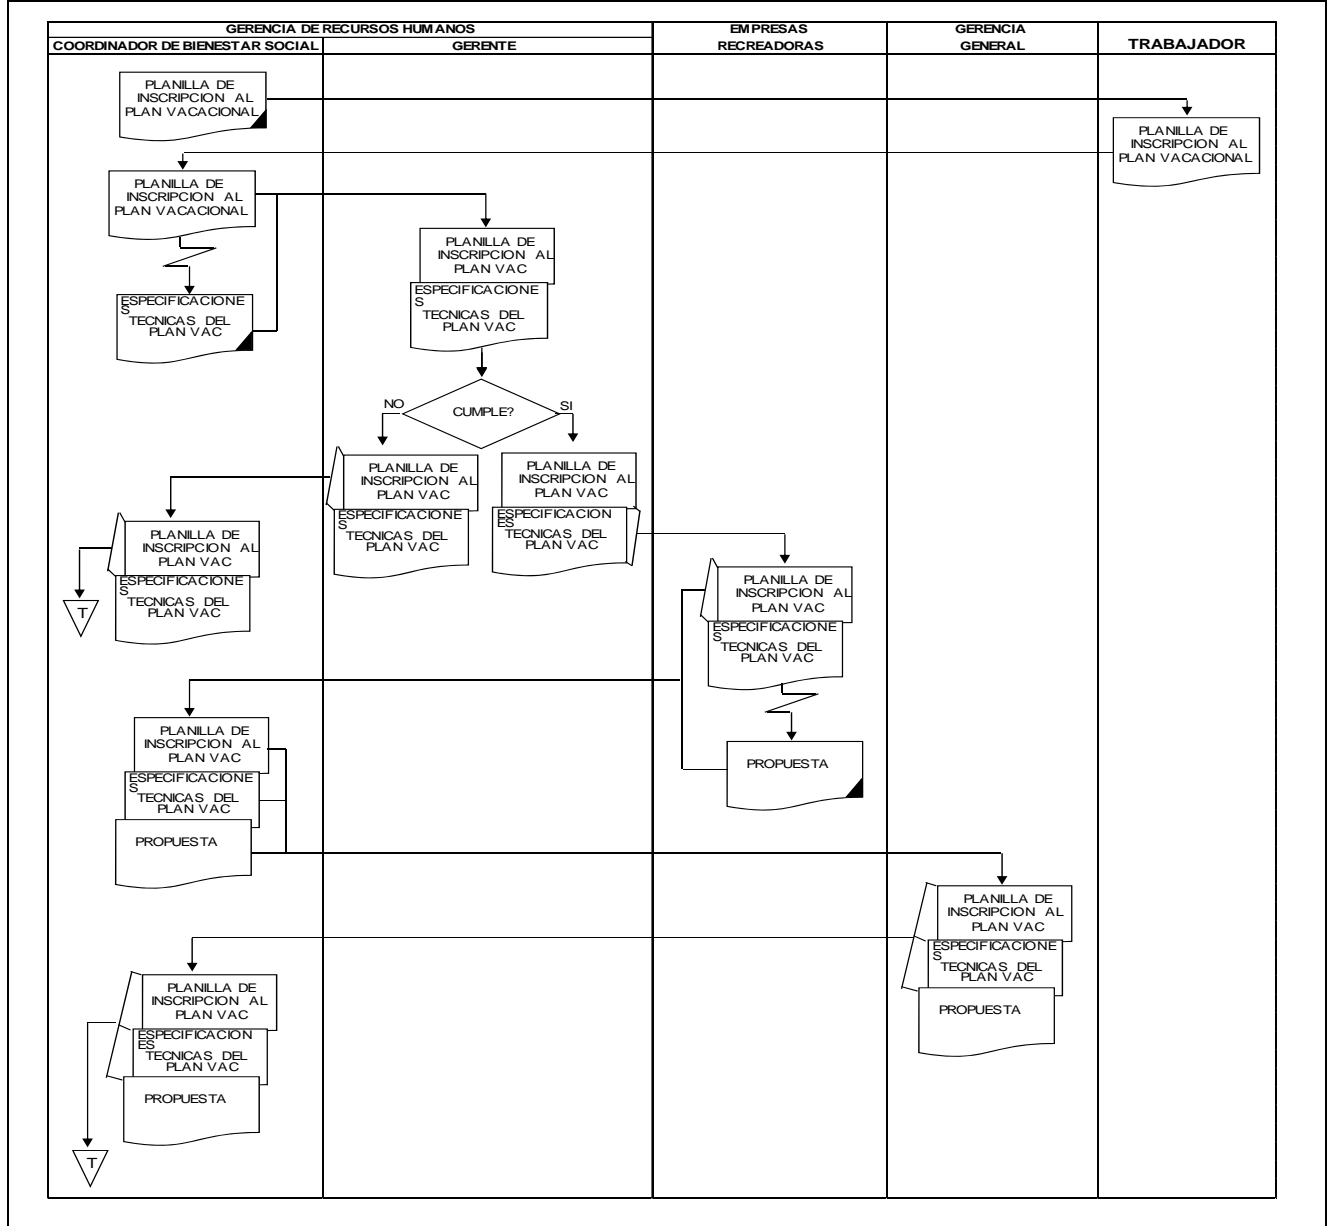 GERENCIA DE RECURSOS HUMANOS
EMPRESAS
RECREADORAS
GERENCIA
GENERAL
TRABAJADOR
COORDINADOR DE BIENESTAR SOCIAL
GERENTE
PLANILLA DE
INSCRIPCION AL
PLAN VACACIONAL
PLANILLA DE
INSCRIPCION AL
PLAN VACACIONAL
PLANILLA DE
INSCRIPCION AL
PLAN VACACIONAL
PLANILLA DE
INSCRIPCION AL
PLAN VAC
ESPECIFICACIONE
S
TECNICAS DEL
PLAN VAC
ESPECIFICACIONE
S
TECNICAS DEL
PLAN VAC
CUMPLE?
NO
SI
PLANILLA DE
INSCRIPCION AL
PLAN VAC
ESPECIFICACIONE
S
TECNICAS DEL
PLAN VAC
PLANILLA DE
INSCRIPCION AL
PLAN VAC
ESPECIFICACION
ES
TECNICAS DEL
PLAN VAC
PLANILLA DE
INSCRIPCION AL
PLAN VAC
ESPECIFICACIONE
S
TECNICAS DEL
PLAN VAC
T
PLANILLA DE
INSCRIPCION AL
PLAN VAC
ESPECIFICACIONE
S
TECNICAS DEL
PLAN VAC
PROPUESTA
PLANILLA DE
INSCRIPCION AL
PLAN VAC
ESPECIFICACIONE
S
TECNICAS DEL
PLAN VAC
PROPUESTA
PLANILLA DE
INSCRIPCION AL
PLAN VAC
ESPECIFICACIONE
S
TECNICAS DEL
PLAN VAC
PROPUESTA
PLANILLA DE
INSCRIPCION AL
PLAN VAC
ESPECIFICACION
ES
TECNICAS DEL
PLAN VAC
PROPUESTA
T